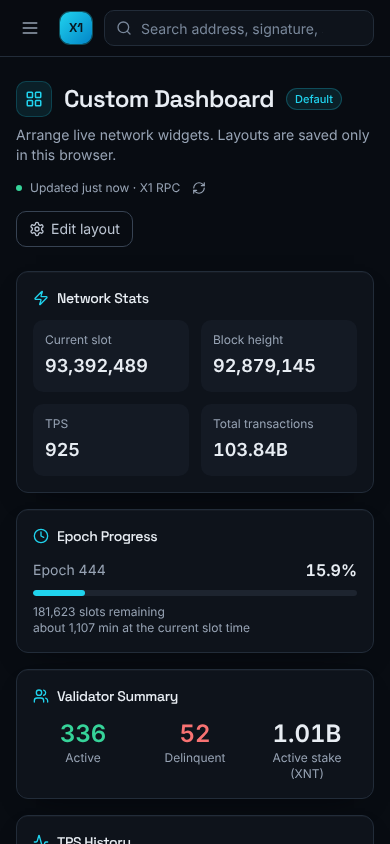 X1
Search address, signature,
Custom Dashboard
Default
Arrange live network widgets. Layouts are saved only
in this browser.
Updated just now · X1 RPC
Edit layout
Network Stats
Current slot
93,392,489
Block height
92,879,145
TPS
925
Total transactions
103.84B
Epoch Progress
Epoch 444
15.9%
181,623 slots remaining
about 1,107 min at the current slot time
Validator Summary
336
Active
52
Delinquent
1.01B
Active stake
(XNT)
TPS History